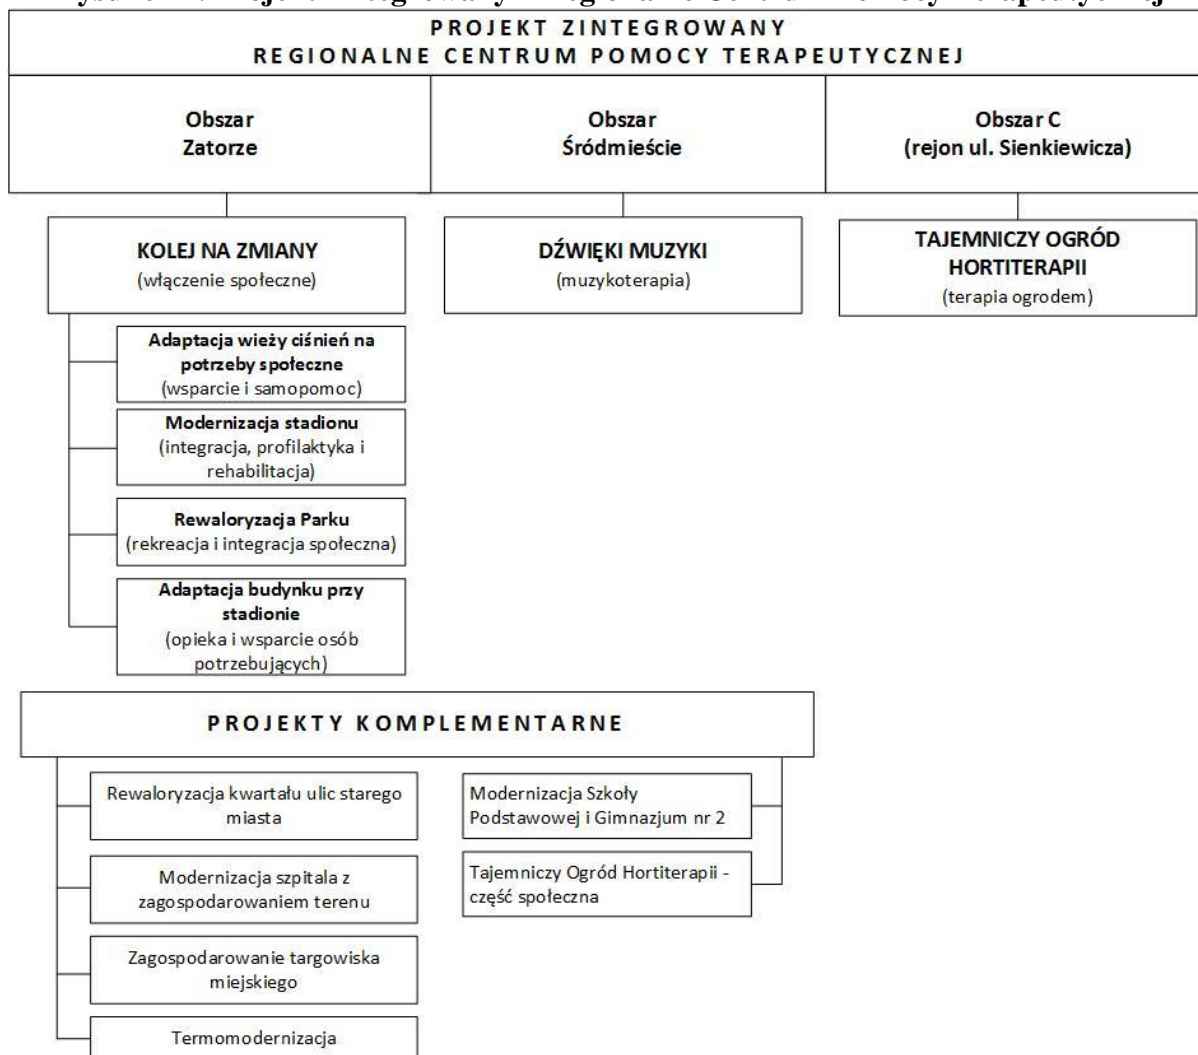 PROJEKT ZINTEGROWANY
REGIONALNE CENTRUM POMOCY TERAPEUTYCZNEJ
Obszar
Zatorze
Obszar
Śródmieście
Obszar C
(rejon ul. Sienkiewicza)
KOLEJ NA ZMIANY
(włączenie społeczne)
DŹWIĘKI MUZYKI
(muzykoterapia)
TAJEMNICZY OGRÓD
HORTITERAPII
(terapia ogrodem)
Adaptacja wieży ciśnień na
potrzeby społeczne
(wsparcie i samopomoc)
Modernizacja stadionu
(integracja, profilaktyka i
rehabilitacja)
Rewaloryzacja Parku
(rekreacja i integracja społeczna)
Adaptacja budynku przy
stadionie
(opieka i wsparcie osób
potrzebujących)
PROJEKTY KOMPLEMENTARNE
Rewaloryzacja kwartału ulic starego
miasta
Modernizacja szpitala z
zagospodarowaniem terenu
Zagospodarowanie targowiska
miejskiego
Termomodernizacja
Modernizacja Szkoły
Podstawowej i Gimnazjum nr 2
Tajemniczy Ogród Hortiterapii -
część społeczna